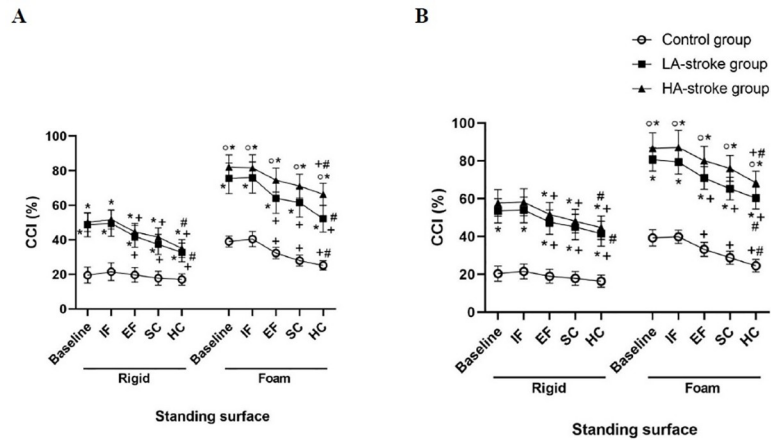 A
B
Control group
LA-stroke group
HA-stroke group
CCI (%)
100
80
60
40
20
0
Baseline
IF
EF
SC
HC
Baseline
IF
EF
SC
HC
Rigid
Foam
Standing surface
CCI (%)
100
80
60
40
20
0
Baseline
IF
EF
SC
HC
Baseline
IF
EF
SC
HC
Rigid
Foam
Standing surface